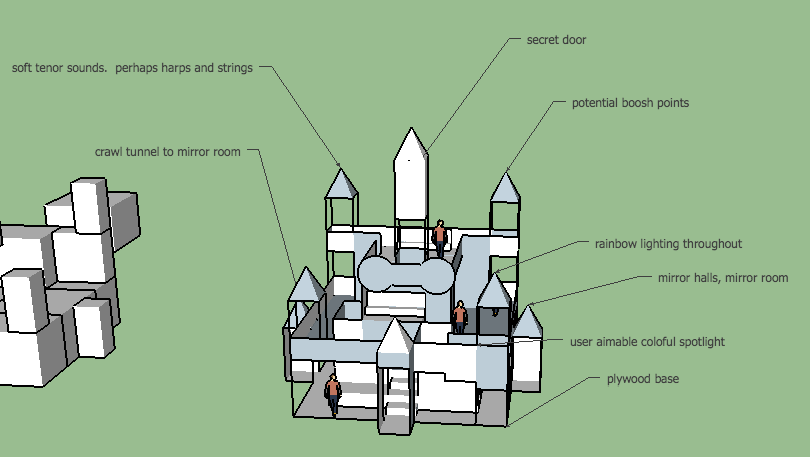 secret door
soft tenor sounds.  perhaps harps and strings
potential boosh points
crawl tunnel to mirror room
rainbow lighting throughout
mirror halls, mirror room
user aimable coloful spotlight
plywood base